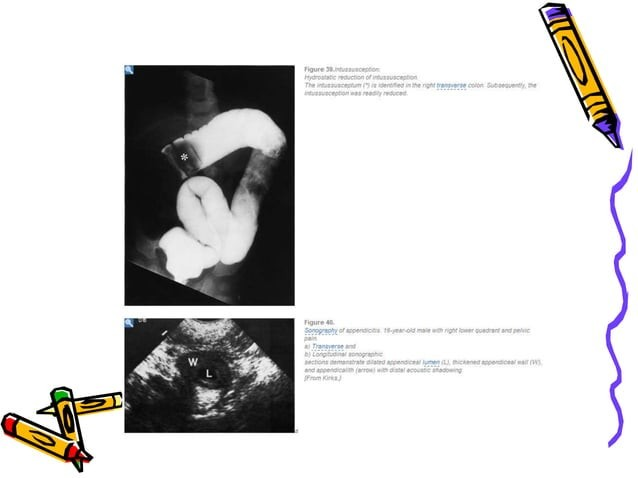 Figure 39.Intussusception:
Hydrostatic reduction of intussusception.
The intussusceptum (*) is identified in the right transverse colon. Subsequently, the
intussusception was readily reduced.
*
Figure 40.
Sonography of appendicitis. 16-year-old male with right lower quadrant and pelvic
pain.
a) Transverse and
b) Longitudinal sonographic
sections demonstrate dilated appendiceal lumen (L), thickened appendiceal wall (W),
and appendicalith (arrow) with distal acoustic shadowing
[From Kirks,]
W
L